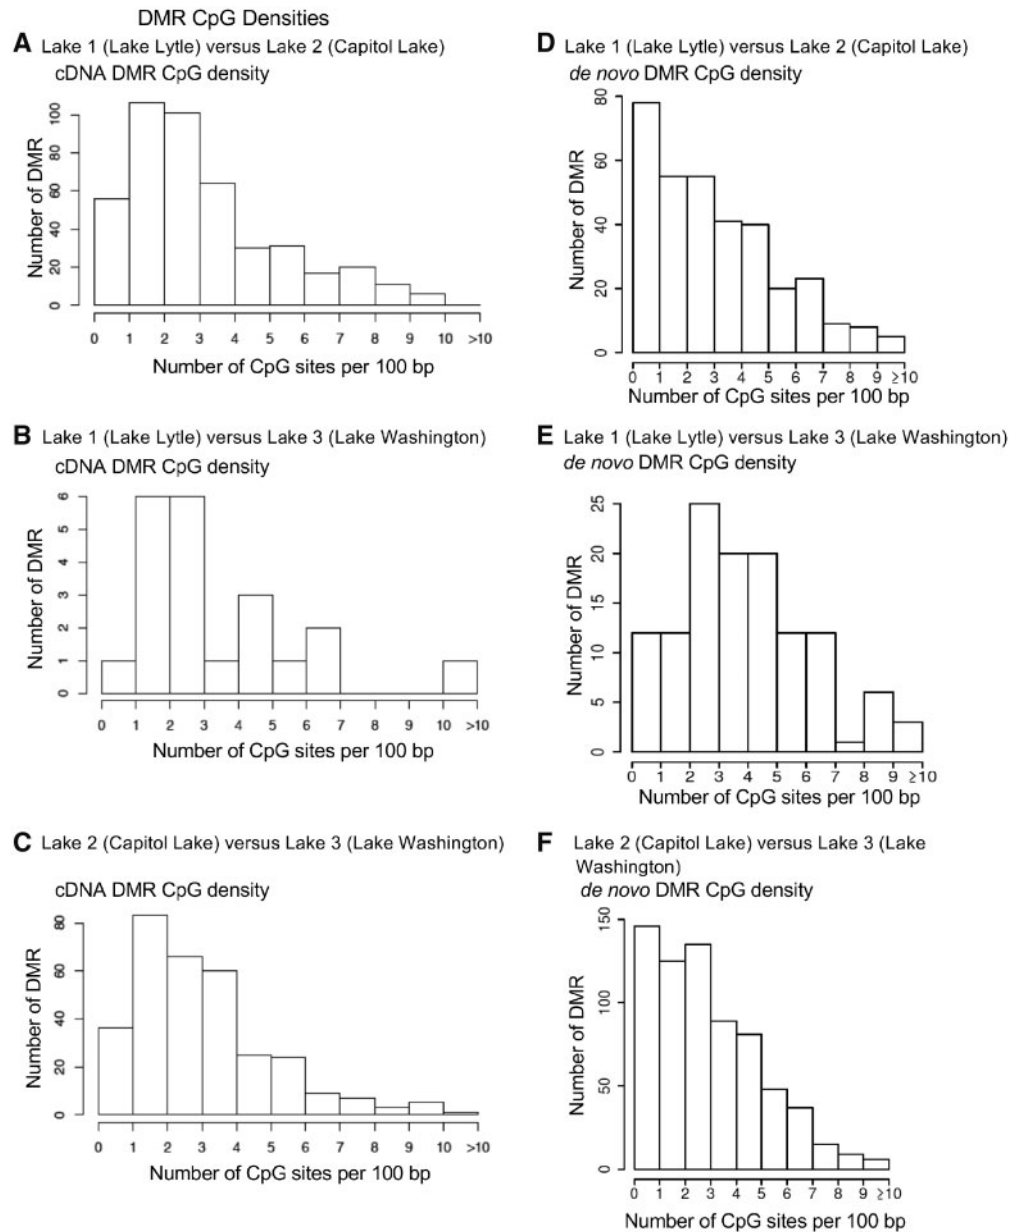 DMR CpG Densities
A Lake 1 (Lake Lytle) versus Lake 2 (Capitol Lake)
cDNA DMR CpG density
Number of DMR
0 20 40 60 80 100
0 1 2 3 4 5 6 7 8 9 10 >10
Number of CpG sites per 100 bp
B Lake 1 (Lake Lytle) versus Lake 3 (Lake Washington)
cDNA DMR CpG density
Number of DMR
0 1 2 3 4 5 6
0 1 2 3 4 5 6 7 8 9 10 >10
Number of CpG sites per 100 bp
C Lake 2 (Capitol Lake) versus Lake 3 (Lake Washington)
cDNA DMR CpG density
Number of DMR
0 20 40 60 80
0 1 2 3 4 5 6 7 8 9 10 >10
Number of CpG sites per 100 bp
D Lake 1 (Lake Lytle) versus Lake 2 (Capitol Lake)
de novo DMR CpG density
Number of DMR
0 20 40 60 80
0 1 2 3 4 5 6 7 8 9 ≥10
Number of CpG sites per 100 bp
E Lake 1 (Lake Lytle) versus Lake 3 (Lake Washington)
de novo DMR CpG density
Number of DMR
0 5 10 15 20 25
0 1 2 3 4 5 6 7 8 9 ≥10
Number of CpG sites per 100 bp
F Lake 2 (Capitol Lake) versus Lake 3 (Lake
Washington)
de novo DMR CpG density
Number of DMR
0 50 100 150
0 1 2 3 4 5 6 7 8 9 ≥10
Number of CpG sites per 100 bp